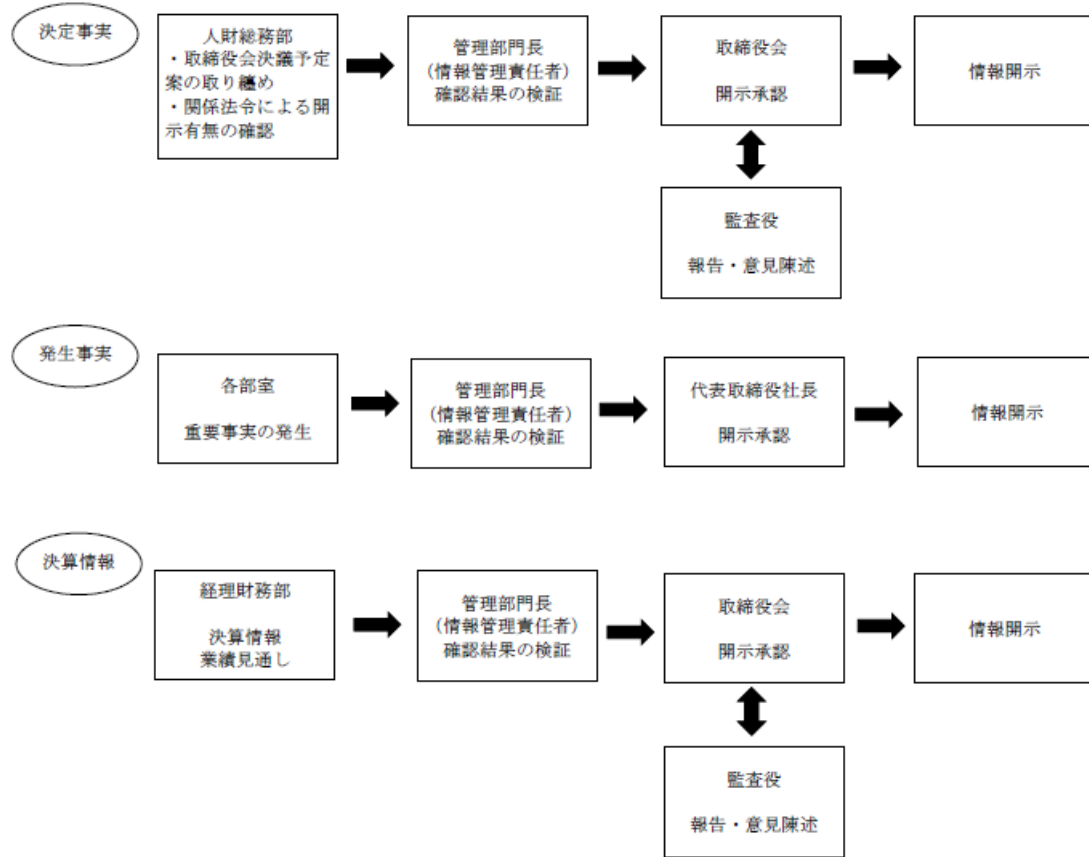 決定事実
人財総務部
・取締役会決議予定
案の取り纏め
・関係法令による開
示有無の確認
管理部門長
(情報管理責任者)
確認結果の検証
取締役会
開示承認
情報開示
監査役
報告・意見陳述
発生事実
各部室
重要事実の発生
管理部門長
(情報管理責任者)
確認結果の検証
代表取締役社長
開示承認
情報開示
決算情報
経理財務部
決算情報
業績見通し
管理部門長
(情報管理責任者)
確認結果の検証
取締役会
開示承認
情報開示
監査役
報告・意見陳述